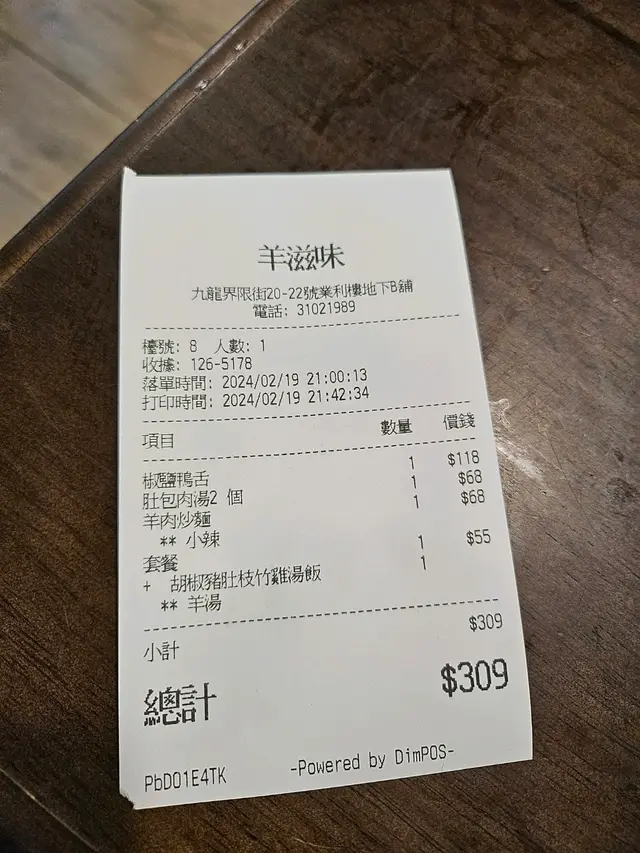 羊滋味
九龍界限街20-22號業利樓地下B舖
電話: 31021989
檯號: 8 人數: 1
收據: 126-5178
落單時間: 2024/02/19 21:00:13
打印時間: 2024/02/19 21:42:34
項目 數量 價錢
椒鹽鴨舌 1 $118
肚包肉湯2 個 1 $68
羊肉炒麵 1 $68
** 小辣
套餐 1 $55
+ 胡椒豬肚枝竹雞湯飯 1
** 羊湯
小計 $309
總計 $309
PbDO1E4TK -Powered by DimPOS-